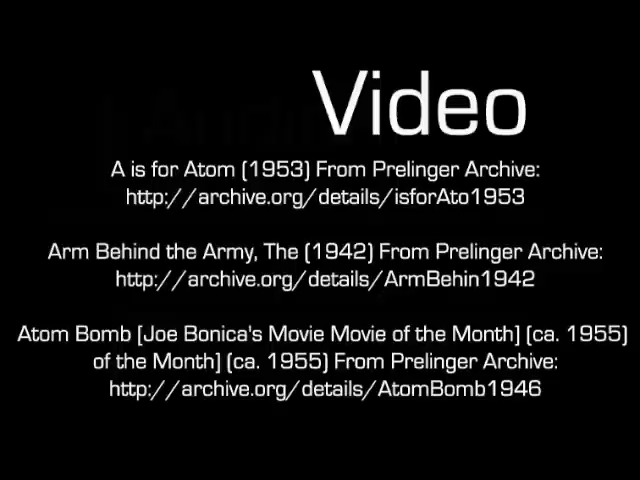 Video
A is for Atom (1953) From Prelinger Archive:
http://archive.org/details/isforAto1953
Arm Behind the Army, The (1942) From Prelinger Archive:
http://archive.org/details/ArmBehin1942
Atom Bomb [Joe Bonica's Movie Movie of the Month] (ca. 1955)
of the Month] (ca. 1955) From Prelinger Archive:
http://archive.org/details/AtomBomb1946